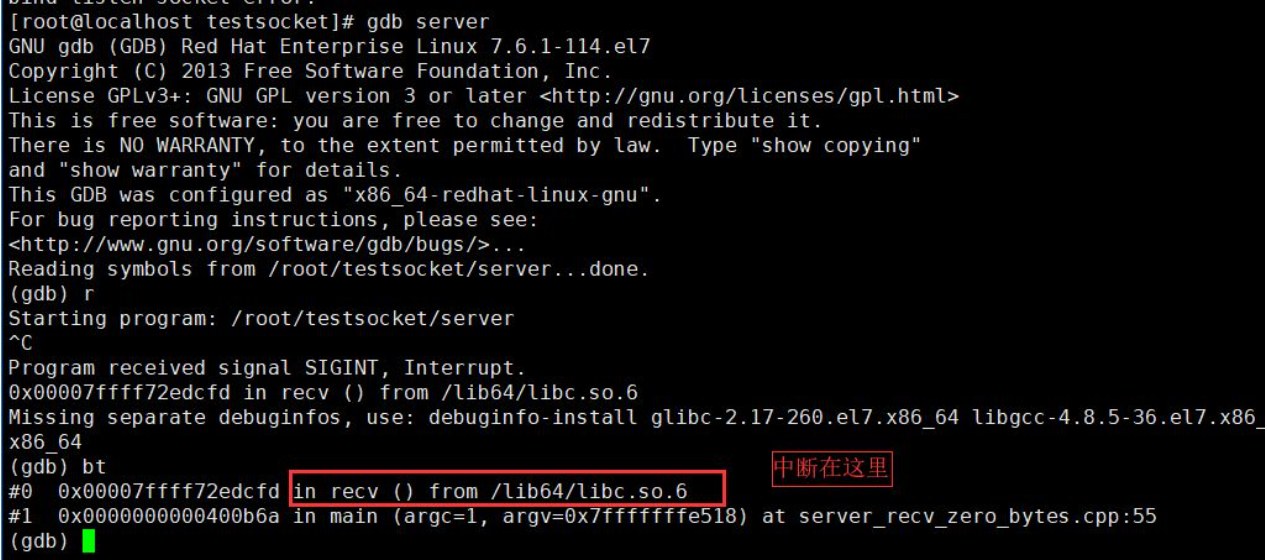 bind listen socket error.
[root@localhost testsocket]# gdb server
GNU gdb (GDB) Red Hat Enterprise Linux 7.6.1-114.el7
Copyright (C) 2013 Free Software Foundation, Inc.
License GPLv3+: GNU GPL version 3 or later <http://gnu.org/licenses/gpl.html>
This is free software: you are free to change and redistribute it.
There is NO WARRANTY, to the extent permitted by law.  Type "show copying"
and "show warranty" for details.
This GDB was configured as "x86_64-redhat-linux-gnu".
For bug reporting instructions, please see:
<http://www.gnu.org/software/gdb/bugs/>...
Reading symbols from /root/testsocket/server...done.
(gdb) r
Starting program: /root/testsocket/server
^C
Program received signal SIGINT, Interrupt.
0x00007ffff72edcfd in recv () from /lib64/libc.so.6
Missing separate debuginfos, use: debuginfo-install glibc-2.17-260.el7.x86_64 libgcc-4.8.5-36.el7.x86_
x86_64
(gdb) bt
中断在这里
#0  0x00007ffff72edcfd in recv () from /lib64/libc.so.6
#1  0x0000000000400b6a in main (argc=1, argv=0x7fffffffe518) at server_recv_zero_bytes.cpp:55
(gdb)